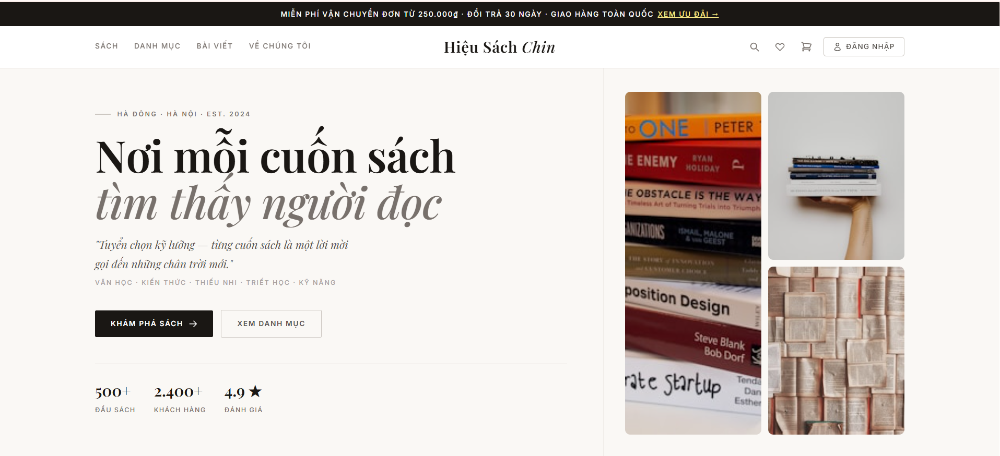 MIỄN PHÍ VẬN CHUYỂN ĐƠN TỪ 250.000₫ · ĐỔI TRẢ 30 NGÀY · GIAO HÀNG TOÀN QUỐC XEM ƯU ĐÃI →
SÁCH DANH MỤC BÀI VIẾT VỀ CHÚNG TÔI
Hiệu Sách Chin
ĐĂNG NHẬP
HÀ ĐÔNG · HÀ NỘI · EST. 2024
Nơi mỗi cuốn sách
tìm thấy người đọc
"Tuyển chọn kỹ lưỡng — từng cuốn sách là một lời mời
gọi đến những chân trời mới."
VĂN HỌC · KIẾN THỨC · THIẾU NHI · TRIẾT HỌC · KỸ NĂNG
KHÁM PHÁ SÁCH →
XEM DANH MỤC
500+ 2.400+ 4.9 ★
ĐẦU SÁCH KHÁCH HÀNG ĐÁNH GIÁ
TO ONE PETER
E ENEMY RYAN HOLIDAY P
E OBSTACLE IS THE WAY
Timeless Art of Turning Trials into Triumph
GANIZATIONS ISMAIL, MALONE & VAN GEEST
THE STORY of INNOVATION
and CUSTOMER CHOICE
position Design WILEY
Steve Blank
Bob Dorf
rate startup
Tenda
Dan
Esther